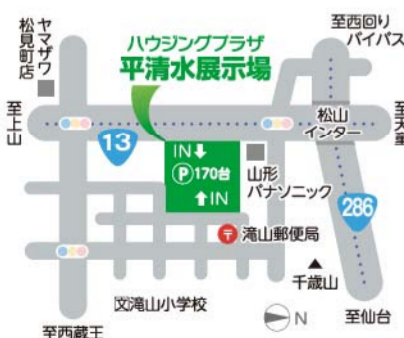 至西回り
バイパス
ヤマザワ
松見町店
ハウジングプラザ
平清水展示場
至上山
松山
インター
至天童
13
IN
P170台
IN
山形
パナソニック
286
〒滝山郵便局
千歳山
文滝山小学校
N
至仙台
至西蔵王